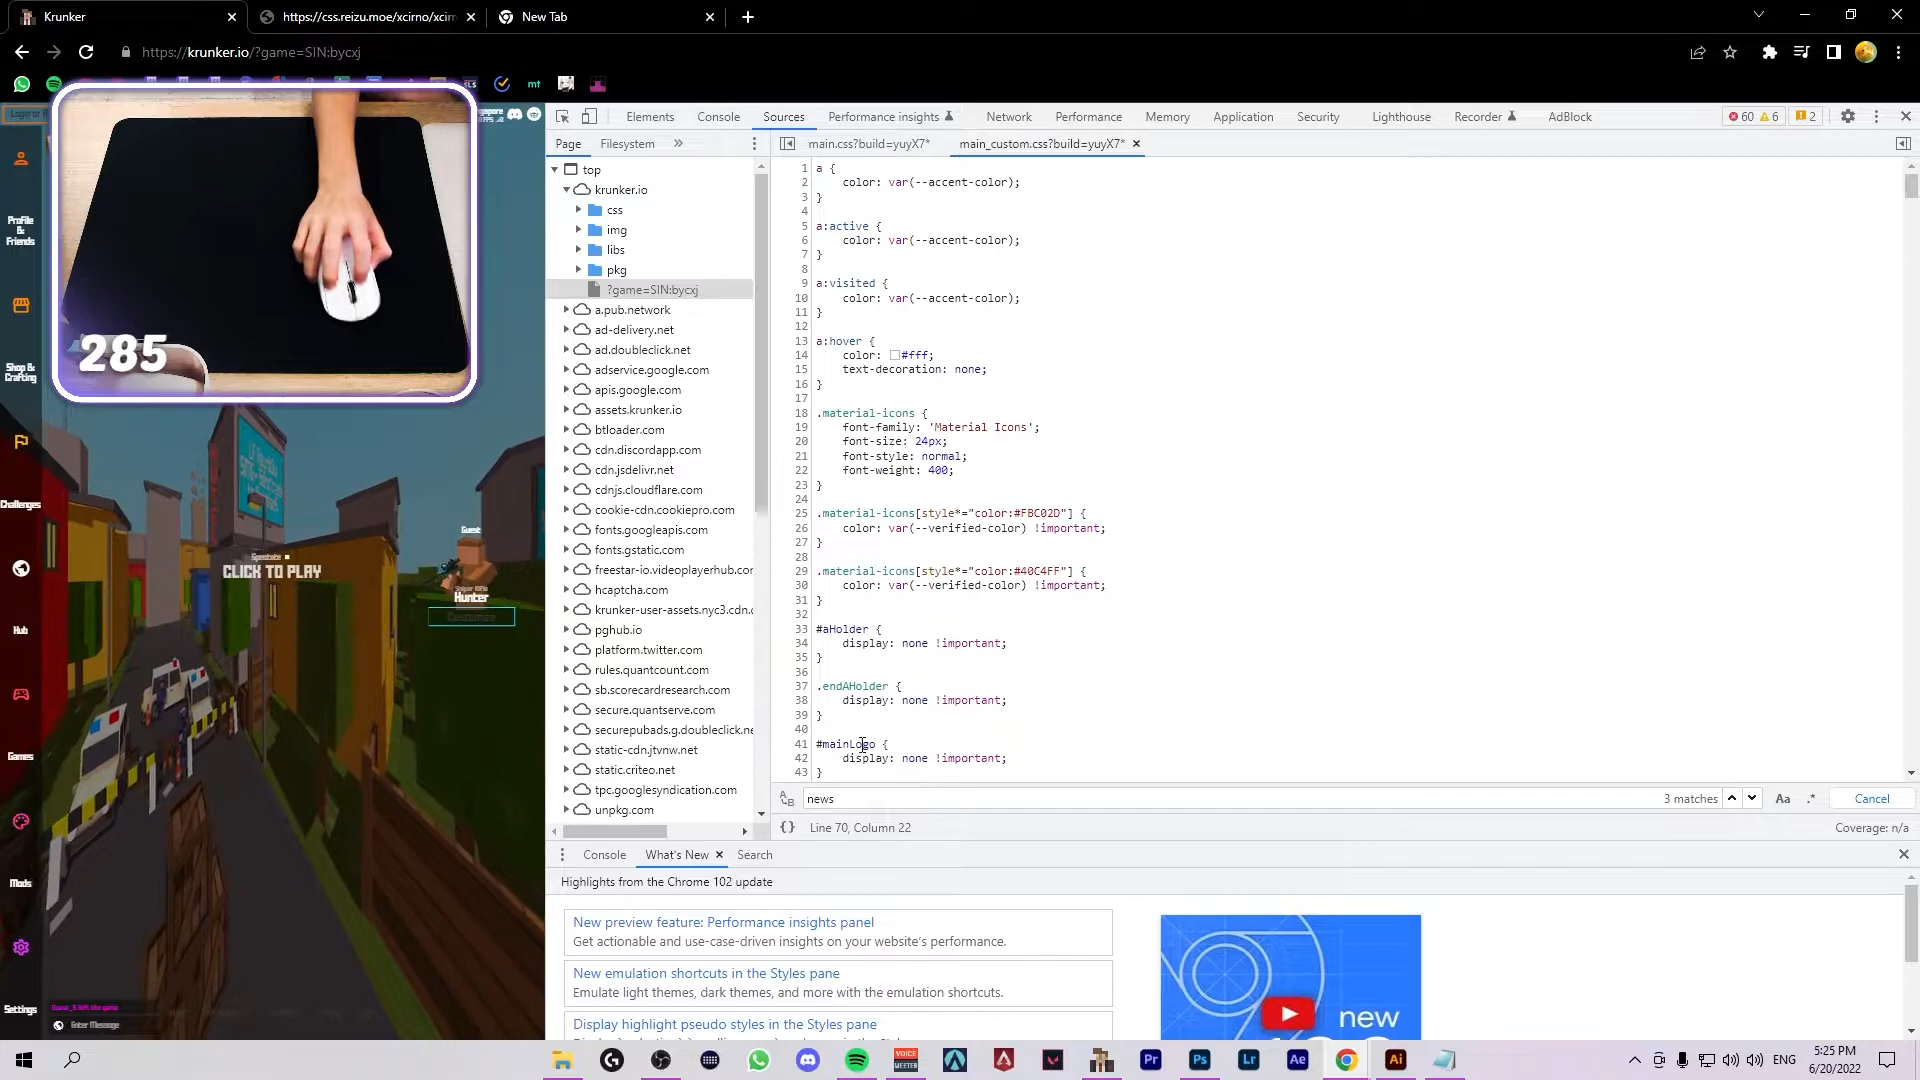 Krunker
https://css.reizu.moe/xcirno/xcirn
New Tab
https://krunker.io/?game=SIN:bycxj
285
Profile
&
Friends
Shop &
Crafting
Challenges
Hub
Games
Mods
Settings
Spectate
CLICK TO PLAY
Guest
Hunter
Customize
Enter Message
Elements
Console
Sources
Performance insights
Network
Performance
Memory
Application
Security
Lighthouse
Recorder
AdBlock
60
6
2
Page
Filesystem
main.css?build=yuyX7*
main_custom.css?build=yuyX7*
top
krunker.io
css
img
libs
pkg
?game=SIN:bycxj
a.pub.network
ad-delivery.net
ad.doubleclick.net
adservice.google.com
apis.google.com
assets.krunker.io
btloader.com
cdn.discordapp.com
cdn.jsdelivr.net
cdnjs.cloudflare.com
cookie-cdn.cookiepro.com
fonts.googleapis.com
fonts.gstatic.com
freestar-io.videoplayerhub.cor
hcaptcha.com
krunker-user-assets.nyc3.cdn.c
pghub.io
platform.twitter.com
rules.quantcount.com
sb.scorecardresearch.com
secure.quantserve.com
securepubads.g.doubleclick.ne
static-cdn.jtvnw.net
static.criteo.net
tpc.googlesyndication.com
unpkg.com
1 a {
2 color: var(--accent-color);
3 }
4
5 a:active {
6 color: var(--accent-color);
7 }
8
9 a:visited {
10 color: var(--accent-color);
11 }
12
13 a:hover {
14 color: #fff;
15 text-decoration: none;
16 }
17
18 .material-icons {
19 font-family: 'Material Icons';
20 font-size: 24px;
21 font-style: normal;
22 font-weight: 400;
23 }
24
25 .material-icons[style*="color:#FBC02D"] {
26 color: var(--verified-color) !important;
27 }
28
29 .material-icons[style*="color:#40C4FF"] {
30 color: var(--verified-color) !important;
31 }
32
33 #aHolder {
34 display: none !important;
35 }
36
37 .endAHolder {
38 display: none !important;
39 }
40
41 #mainLogo {
42 display: none !important;
43 }
news
3 matches
Aa
.*
Cancel
{} Line 70, Column 22
Coverage: n/a
Console
What's New
Search
Highlights from the Chrome 102 update
New preview feature: Performance insights panel
Get actionable and use-case-driven insights on your website's performance.
New emulation shortcuts in the Styles pane
Emulate light themes, dark themes, and more with the emulation shortcuts.
Display highlight pseudo styles in the Styles pane
new
ENG
5:25 PM
6/20/2022